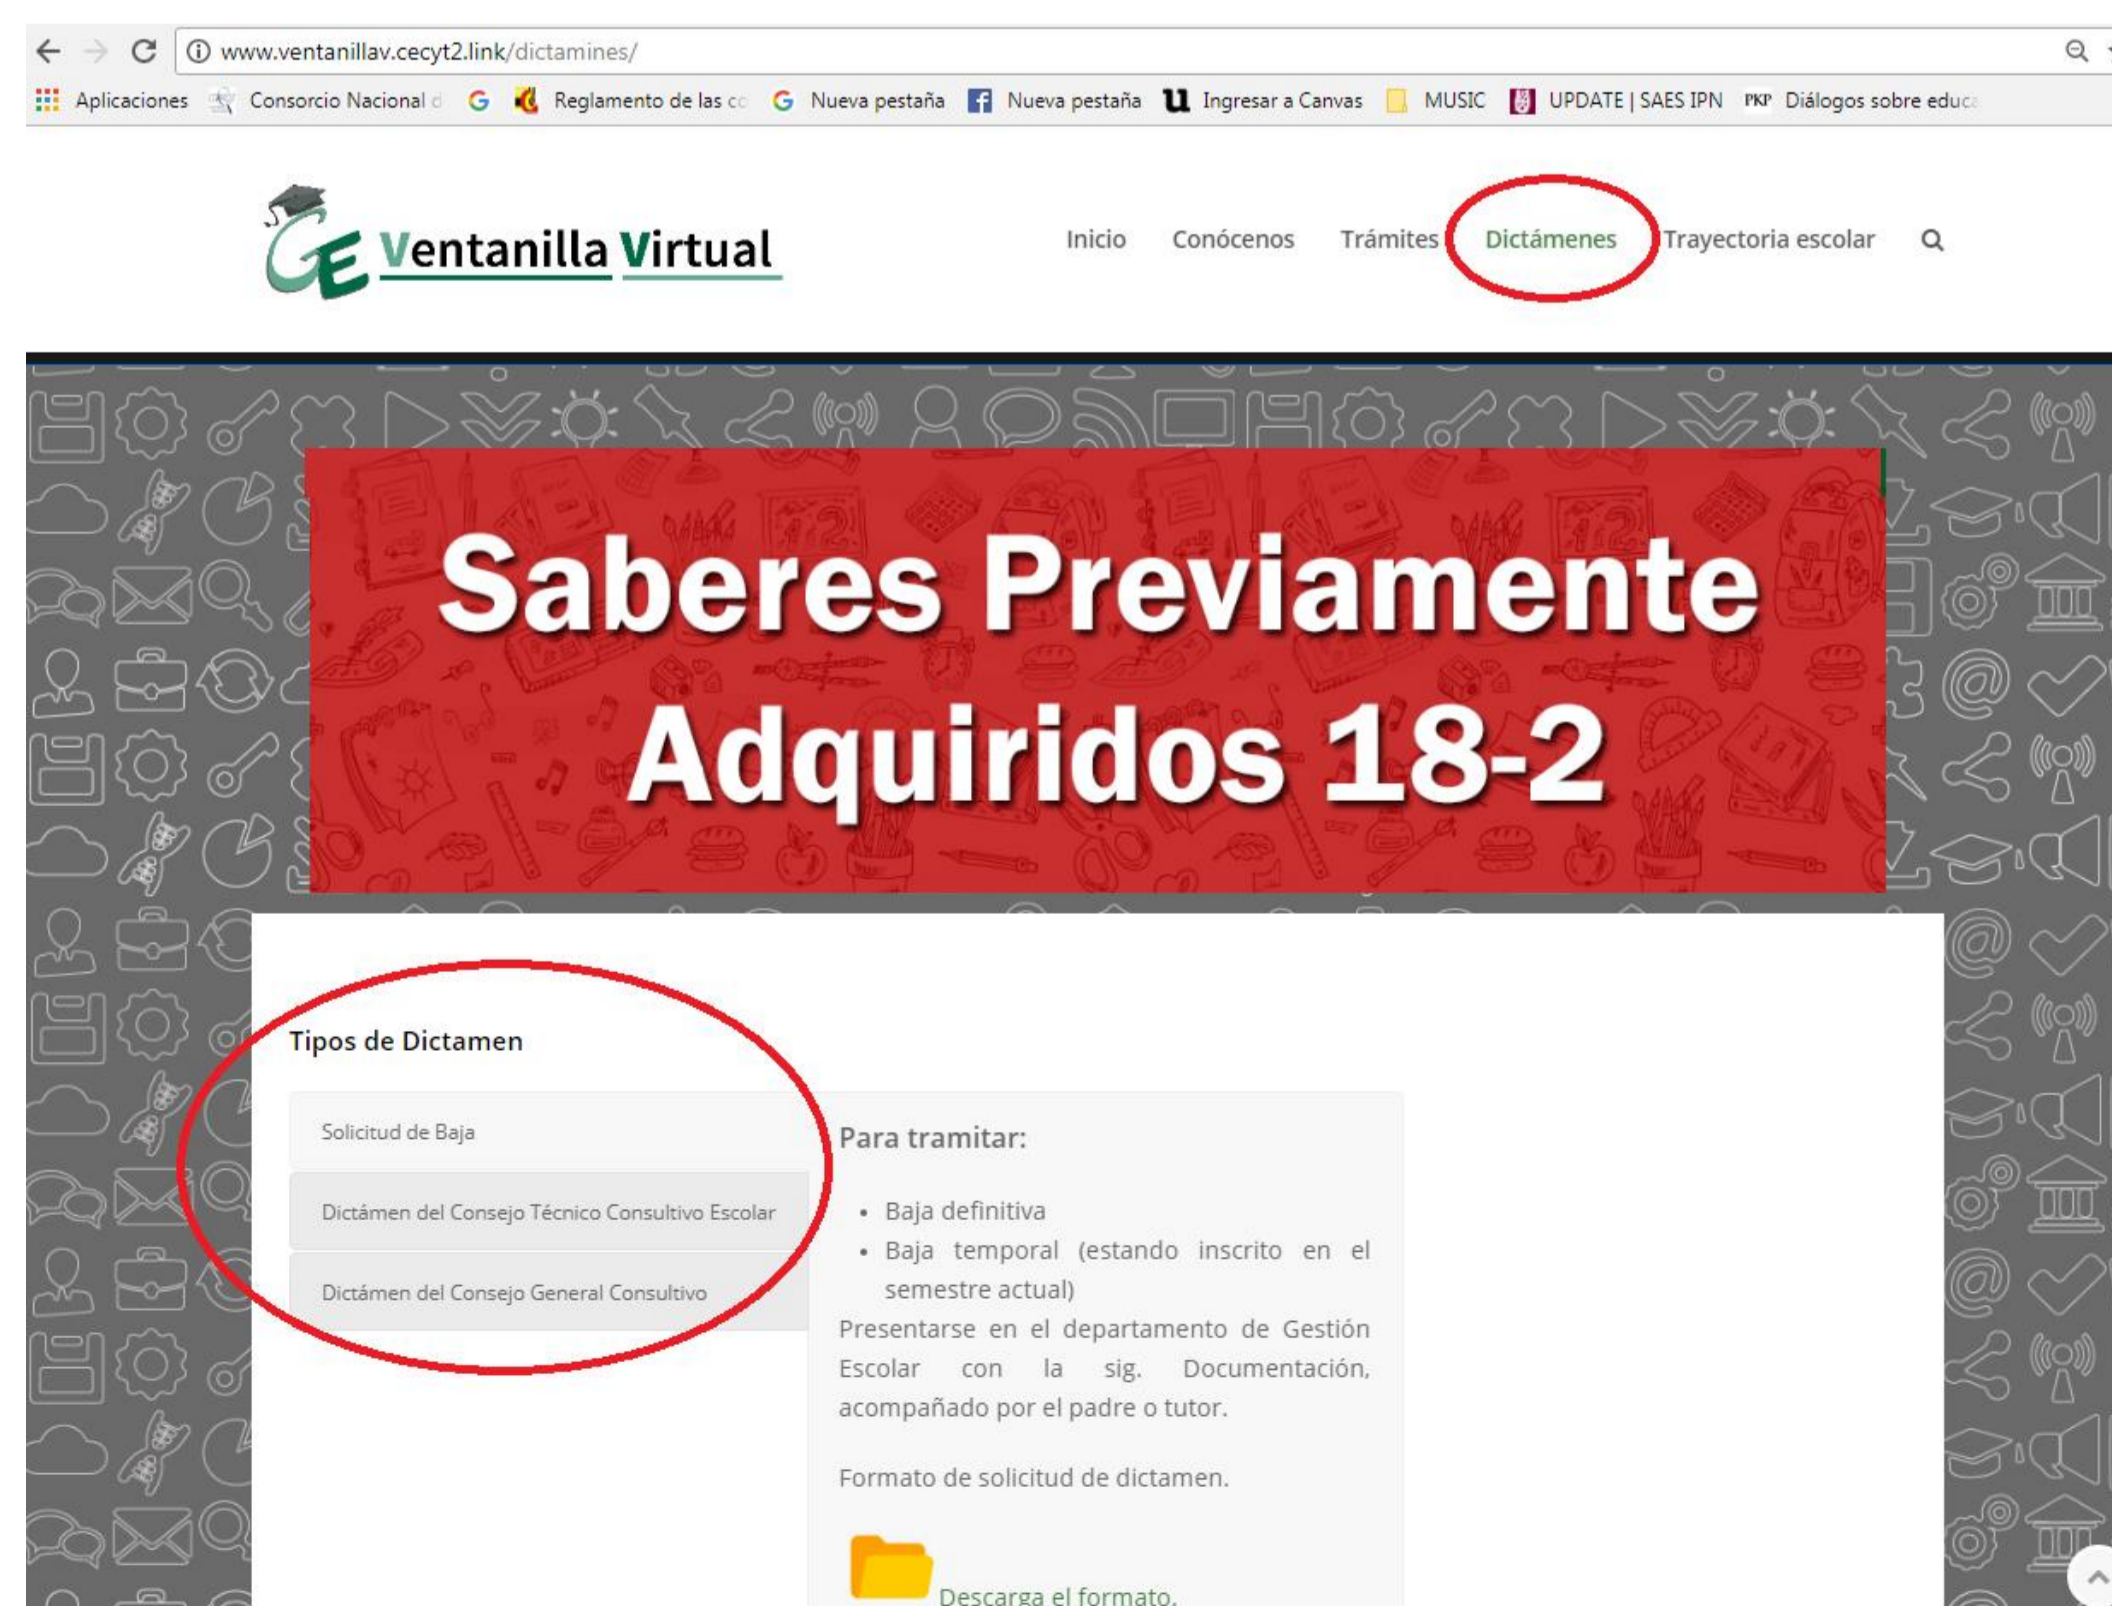 www.ventanillav.cecyt2.link/dictamines/
Aplicaciones Consorcio Nacional d Reglamento de las co Nueva pestaña Nueva pestaña Ingresar a Canvas MUSIC UPDATE | SAES IPN PKP Diálogos sobre educa
GE Ventanilla Virtual
Inicio Conócenos Trámites Dictámenes Trayectoria escolar
Saberes Previamente
Adquiridos 18-2
Tipos de Dictamen
Solicitud de Baja
Dictámen del Consejo Técnico Consultivo Escolar
Dictámen del Consejo General Consultivo
Para tramitar:
• Baja definitiva
• Baja temporal (estando inscrito en el
semestre actual)
Presentarse en el departamento de Gestión
Escolar con la sig. Documentación,
acompañado por el padre o tutor.
Formato de solicitud de dictamen.
Descarga el formato.